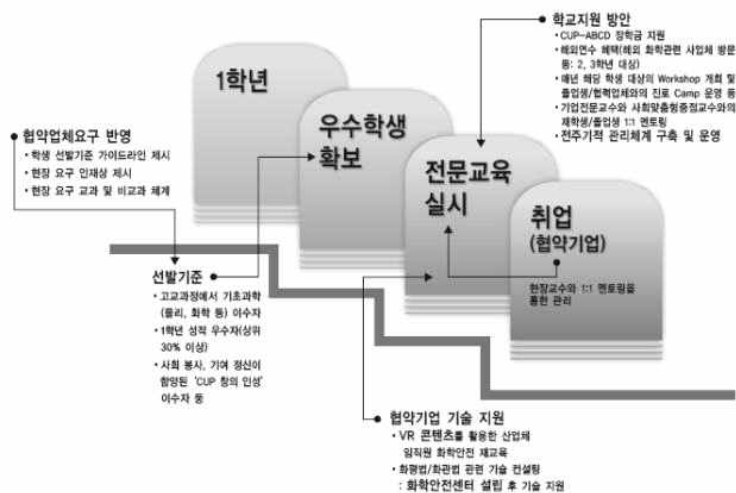 학교지원 방안
• CUP-ABCD 장학금 지원
• 해외연수 혜택(해외 화학관련 사업체 방문
등: 2, 3학년 대상)
• 매년 해당 학생 대상의 Workshop 개최 및
졸업생/협력업체와의 진로 Camp 운영 등
• 기업전문교수와 사회맞춤형중점교수와의
재학생/졸업생 1:1 멘토링
• 전주기적 관리체계 구축 및 운영
1학년
우수학생
확보
전문교육
실시
취업
(협약기업)
현장교수와 1:1 멘토링을
통한 관리
협약업체요구 반영
• 학생 선발기준 가이드라인 제시
• 현장 요구 인재상 제시
• 현장 요구 교과 및 비교과 체계
선발기준
• 고교과정에서 기초과학
(물리, 화학 등) 이수자
• 1학년 성적 우수자(상위
30% 이상)
• 사회 봉사, 기여 정신이
함양된 'CUP 창의 인성'
이수자 등
협약기업 기술 지원
• VR 콘텐츠를 활용한 산업체
임직원 화학안전 재교육
• 화평법/화관법 관련 기술 컨설팅
: 화학안전센터 설립 후 기술 지원